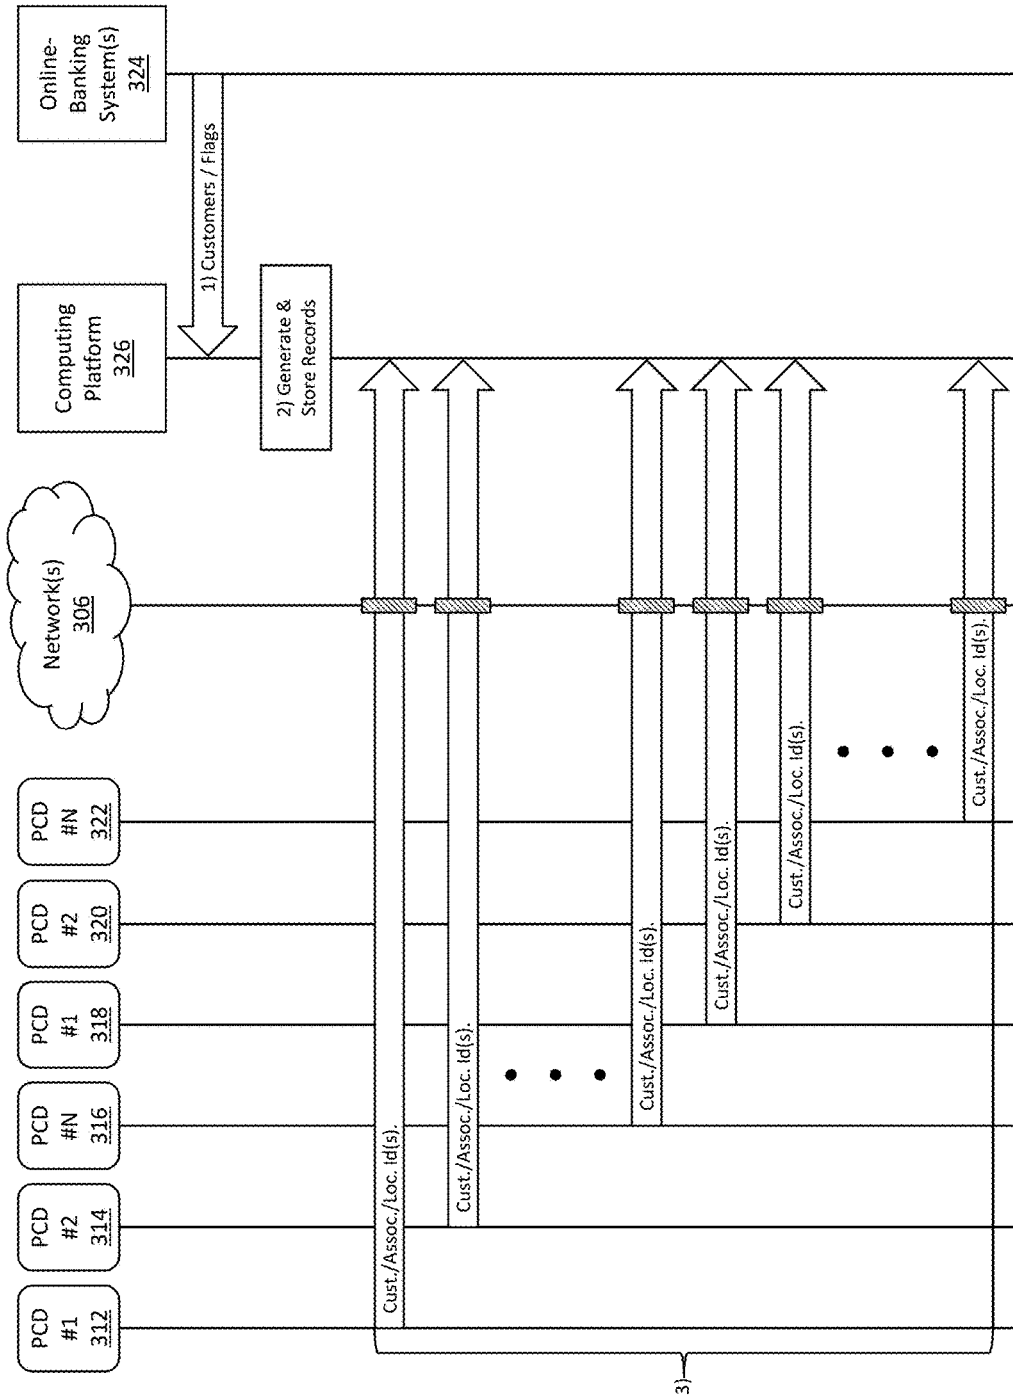 PCD
#1
312
PCD
#2
314
PCD
#N
316
PCD
#1
318
PCD
#2
320
PCD
#N
322
Network(s)
306
Computing
Platform
326
Online-
Banking
System(s)
324
1) Customers / Flags
2) Generate &
Store Records
3)
Cust./Assoc./Loc. Id(s).
Cust./Assoc./Loc. Id(s).
Cust./Assoc./Loc. Id(s).
Cust./Assoc./Loc. Id(s).
Cust./Assoc./Loc. Id(s).
Cust./Assoc./Loc. Id(s).